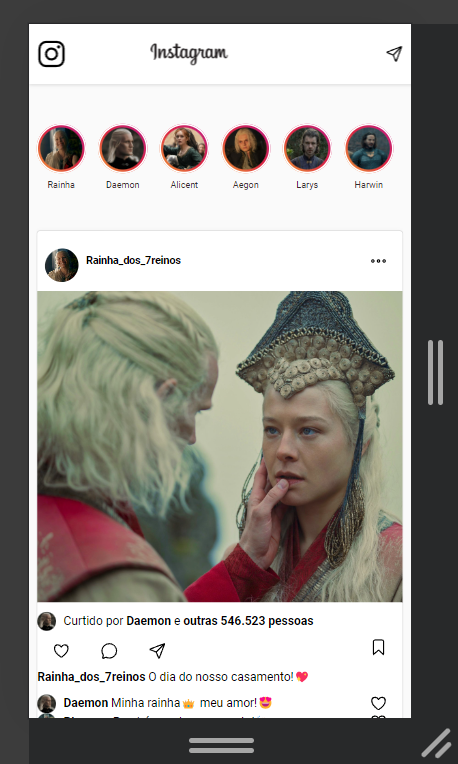 Instagram
Rainha Daemon Alicent Aegon Larys Harwin
Rainha_dos_7reinos
Curtido por Daemon e outras 546.523 pessoas
Rainha_dos_7reinos O dia do nosso casamento!💖
Daemon Minha rainha👑 meu amor!😍